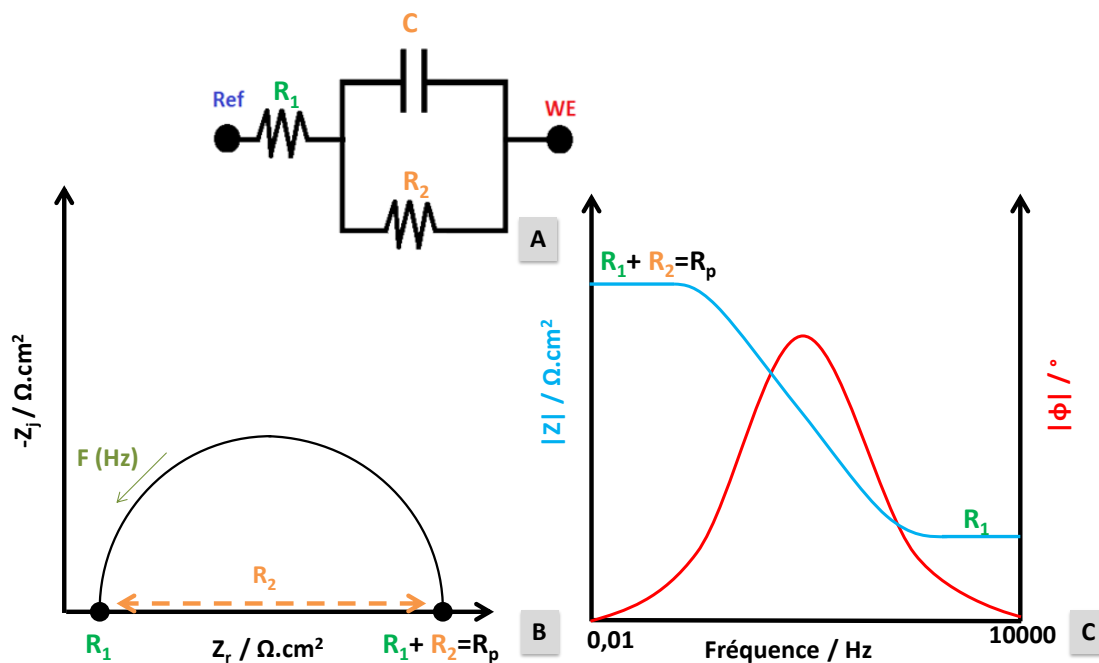 C
Ref
R₁
WE
R₂
A
-Zⱼ / Ω.cm²
F (Hz)
R₂
R₁
Zᵣ / Ω.cm²
R₁+ R₂=Rₚ
B
R₁+ R₂=Rₚ
|Z| / Ω.cm²
|ϕ| / °
R₁
0,01
Fréquence / Hz
10000
C